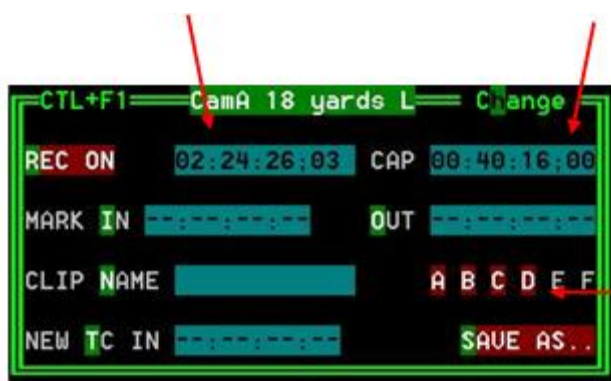 CTL+F1 CamA 18 yards L Change
REC ON 02:24:26;03 CAP 00:40:16;00
MARK IN --:--:--:-- OUT --:--:--:--
CLIP NAME A B C D E F
NEW TC IN --:--:--:-- SAVE AS..